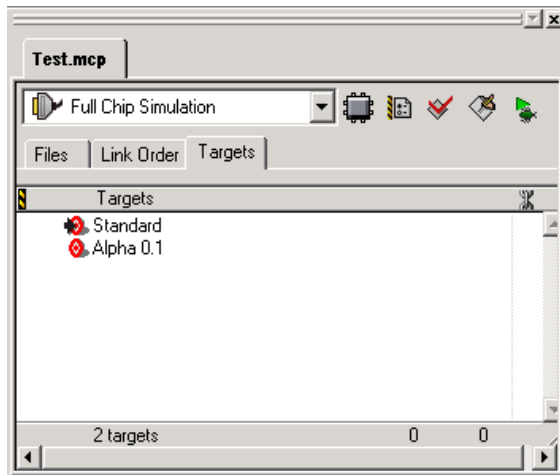 Test.mcp
Full Chip Simulation
Files Link Order Targets
Targets
Standard
Alpha 0.1
2 targets 0 0